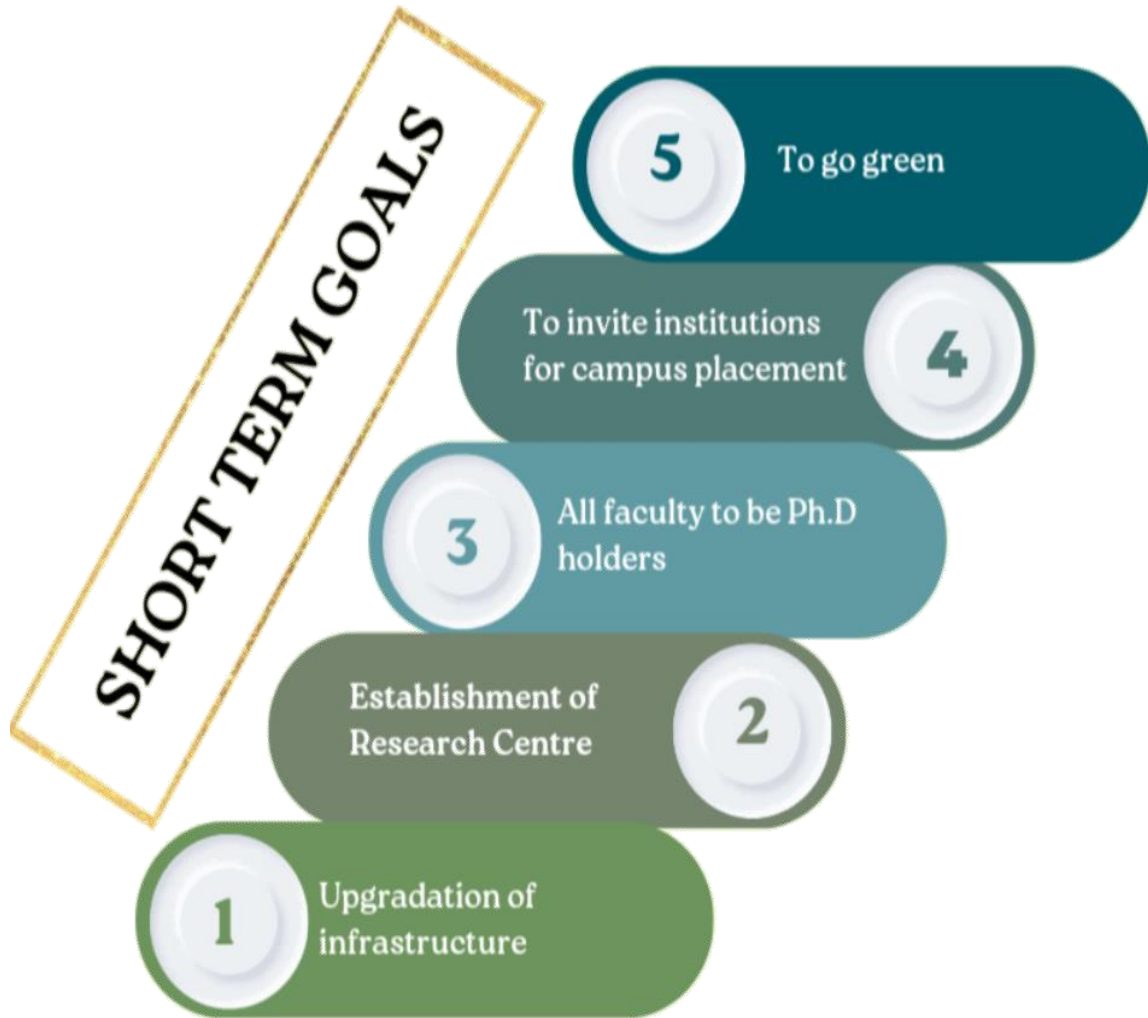 SHORT TERM GOALS
5
To go green
To invite institutions
for campus placement
4
3
All faculty to be Ph.D
holders
Establishment of
Research Centre
2
1
Upgradation of
infrastructure